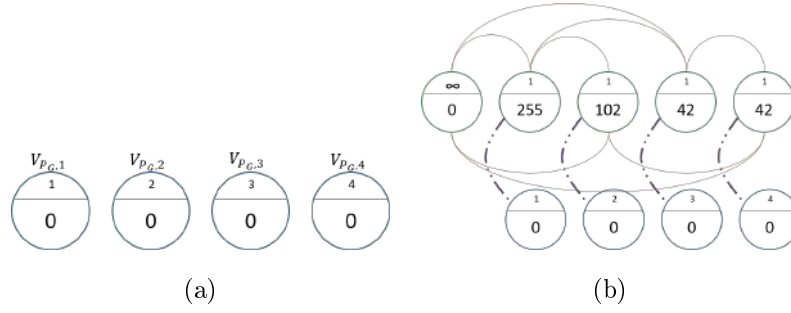 ∞ 1 1 1 1
0 255 102 42 42
V_{P_G,1} V_{P_G,2} V_{P_G,3} V_{P_G,4}
1 2 3 4
0 0 0 0
1 2 3 4
0 0 0 0
(a) (b)